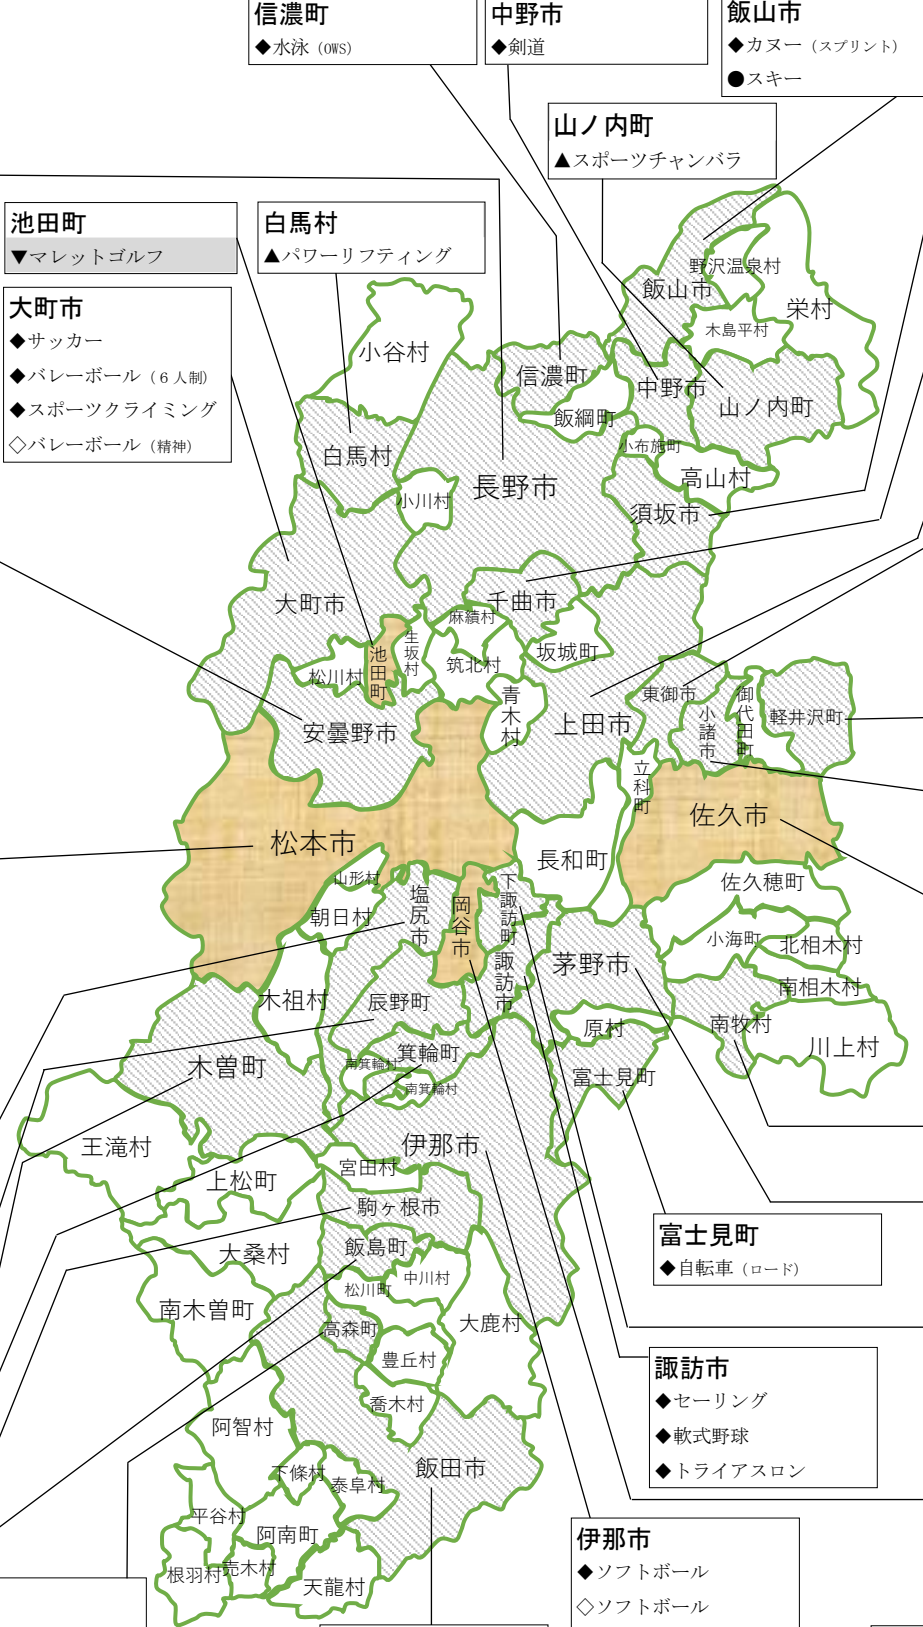 信濃町
◆水泳（OWS）
中野市
◆剣道
飯山市
◆カヌー（スプリント）
●スキー
山ノ内町
▲スポーツチャンバラ
池田町
▼マレットゴルフ
白馬村
▲パワーリフティング
大町市
◆サッカー
◆バレーボール（６人制）
◆スポーツクライミング
◇バレーボール（精神）
野沢温泉村
飯山市
栄村
木島平村
小谷村
信濃町
中野市
山ノ内町
飯綱町
小布施町
白馬村
高山村
長野市
小川村
須坂市
大町市
千曲市
麻績村
生坂村
坂城町
池田町
筑北村
松川村
東御市
青木村
御代田町
小諸市
軽井沢町
上田市
安曇野市
立科町
佐久市
松本市
長和町
山形村
佐久穂町
下諏訪町
塩尻市
岡谷市
朝日村
小海町
北相木村
茅野市
諏訪市
南相木村
木祖村
辰野町
南牧村
原村
川上村
箕輪町
南箕輪村
木曽町
富士見町
南箕輪村
王滝村
伊那市
宮田村
上松町
駒ヶ根市
大桑村
飯島町
中川村
松川町
南木曽町
高森町
大鹿村
豊丘村
喬木村
阿智村
飯田市
下條村
泰阜村
平谷村
阿南町
売木村
根羽村
天龍村
富士見町
◆自転車（ロード）
諏訪市
◆セーリング
◆軟式野球
◆トライアスロン
伊那市
◆ソフトボール
◇ソフトボール